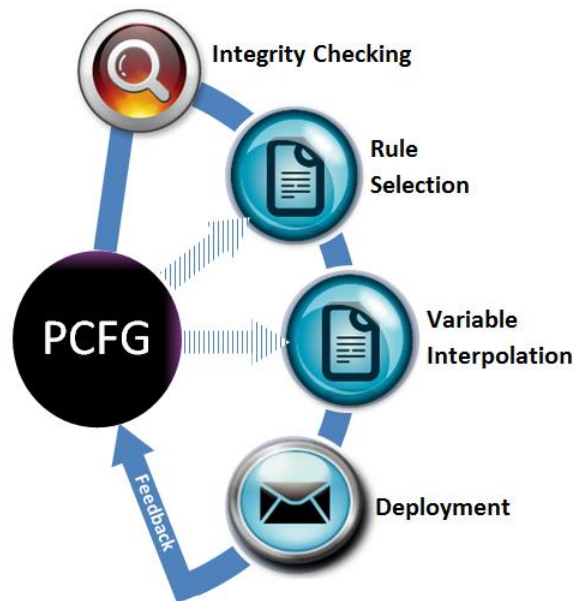 Integrity Checking
Rule
Selection
PCFG
Variable
Interpolation
Deployment
Feedback